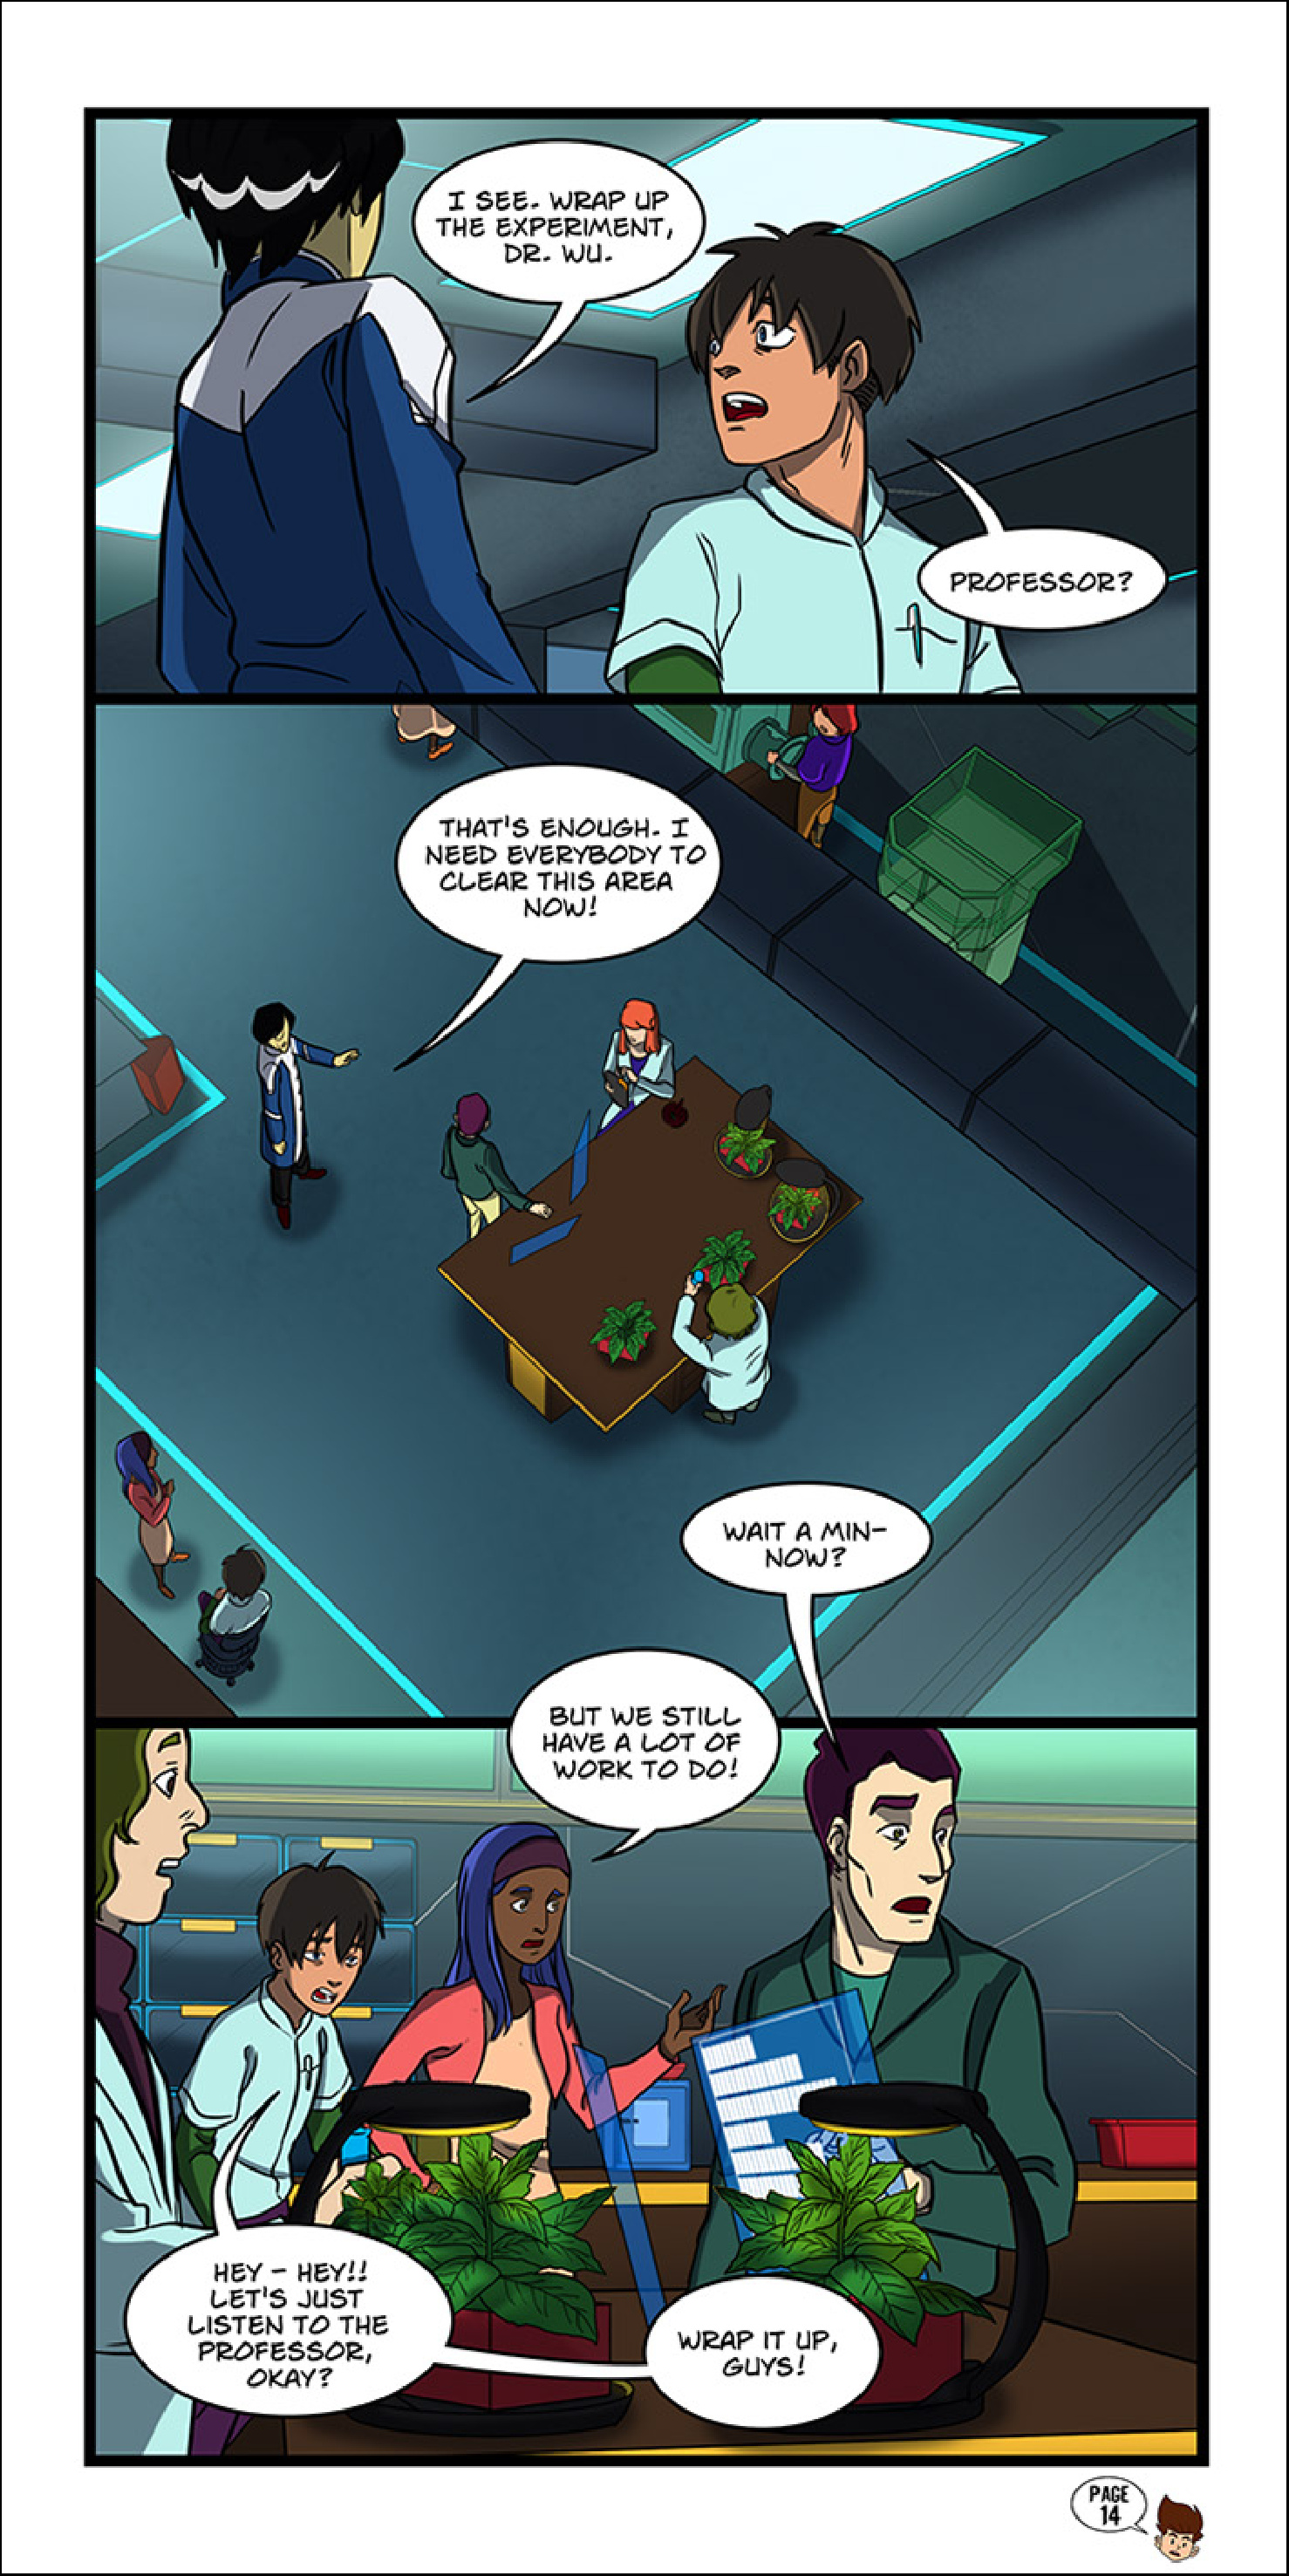 I SEE. WRAP UP
THE EXPERIMENT,
DR. WU.
PROFESSOR?
THAT'S ENOUGH. I
NEED EVERYBODY TO
CLEAR THIS AREA
NOW!
WAIT A MIN-
NOW?
BUT WE STILL
HAVE A LOT OF
WORK TO DO!
HEY - HEY!!
LET'S JUST
LISTEN TO THE
PROFESSOR,
OKAY?
WRAP IT UP,
GUYS!
PAGE
14